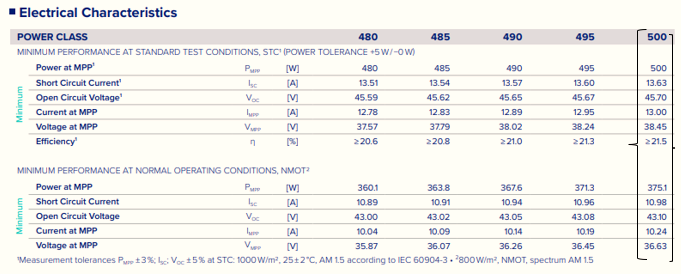 Electrical Characteristics
POWER CLASS 480 485 490 495 500
MINIMUM PERFORMANCE AT STANDARD TEST CONDITIONS, STC¹ (POWER TOLERANCE +5 W / −0 W)
Minimum
Power at MPP¹ PMPP [W] 480 485 490 495 500
Short Circuit Current¹ ISC [A] 13.51 13.54 13.57 13.60 13.63
Open Circuit Voltage¹ VOC [V] 45.59 45.62 45.65 45.67 45.70
Current at MPP IMPP [A] 12.78 12.83 12.89 12.95 13.00
Voltage at MPP VMPP [V] 37.57 37.79 38.02 38.24 38.45
Efficiency¹ η [%] ≥20.6 ≥20.8 ≥21.0 ≥21.3 ≥21.5
MINIMUM PERFORMANCE AT NORMAL OPERATING CONDITIONS, NMOT²
Minimum
Power at MPP PMPP [W] 360.1 363.8 367.6 371.3 375.1
Short Circuit Current ISC [A] 10.89 10.91 10.94 10.96 10.98
Open Circuit Voltage VOC [V] 43.00 43.02 43.05 43.08 43.10
Current at MPP IMPP [A] 10.04 10.09 10.14 10.19 10.24
Voltage at MPP VMPP [V] 35.87 36.07 36.26 36.45 36.63
¹Measurement tolerances PMPP ±3 %; ISC; VOC ±5 % at STC: 1000 W/m², 25±2 °C, AM 1.5 according to IEC 60904-3 • ²800 W/m², NMOT, spectrum AM 1.5